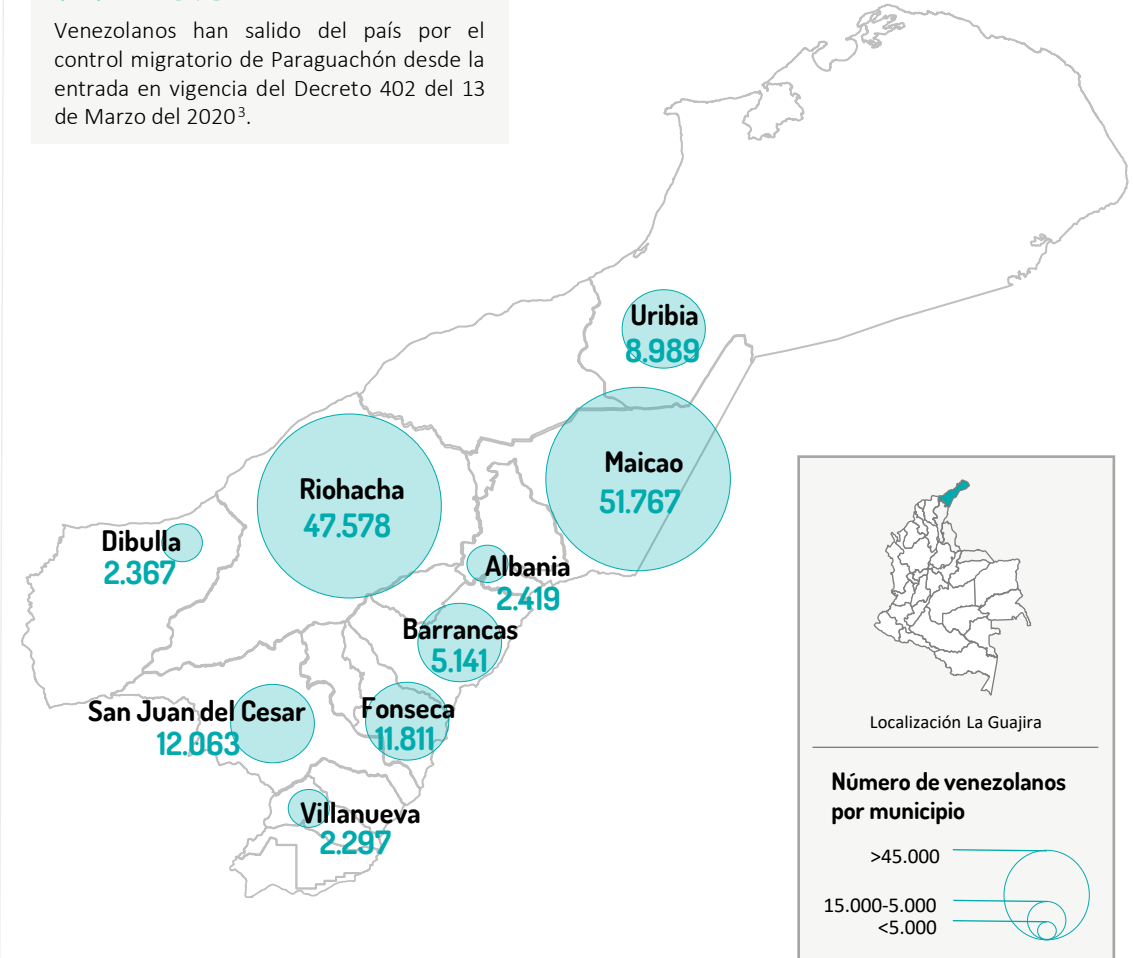 Venezolanos han salido del país por el
control migratorio de Paraguachón desde la
entrada en vigencia del Decreto 402 del 13
de Marzo del 2020³.
Uribia
8.989
Maicao
51.767
Riohacha
47.578
Dibulla
2.367
Albania
2.419
Barrancas
5.141
San Juan del Cesar
12.063
Fonseca
11.811
Villanueva
2.297
Localización La Guajira
Número de venezolanos
por municipio
>45.000
15.000-5.000
<5.000